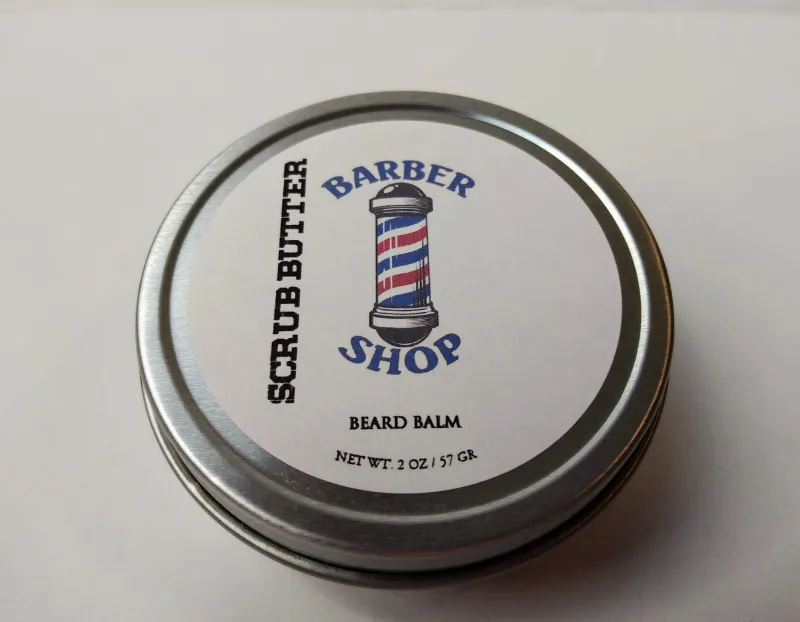 SCRUB BUTTER
BARBER
SHOP
BEARD BALM
NET WT. 2 OZ / 57 GR